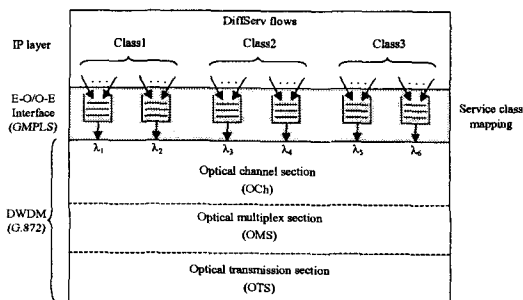 DiffServ flows
IP layer
Class1 Class2 Class3
... ... ... ... ... ...
E-O/O-E
Interface
(GMPLS)
Service class
mapping
λ1 λ2 λ3 λ4 λ5 λ6
Optical channel section
(OCh)
DWDM
(G.872)
Optical multiplex section
(OMS)
Optical transmission section
(OTS)